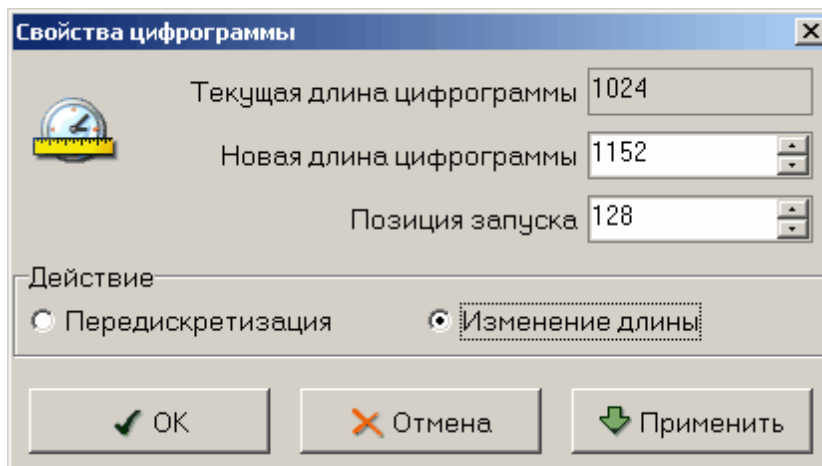 Свойства цифрограммы
Текущая длина цифрограммы 1024
Новая длина цифрограммы 1152
Позиция запуска 128
Действие
Передискретизация Изменение длины
OK Отмена Применить